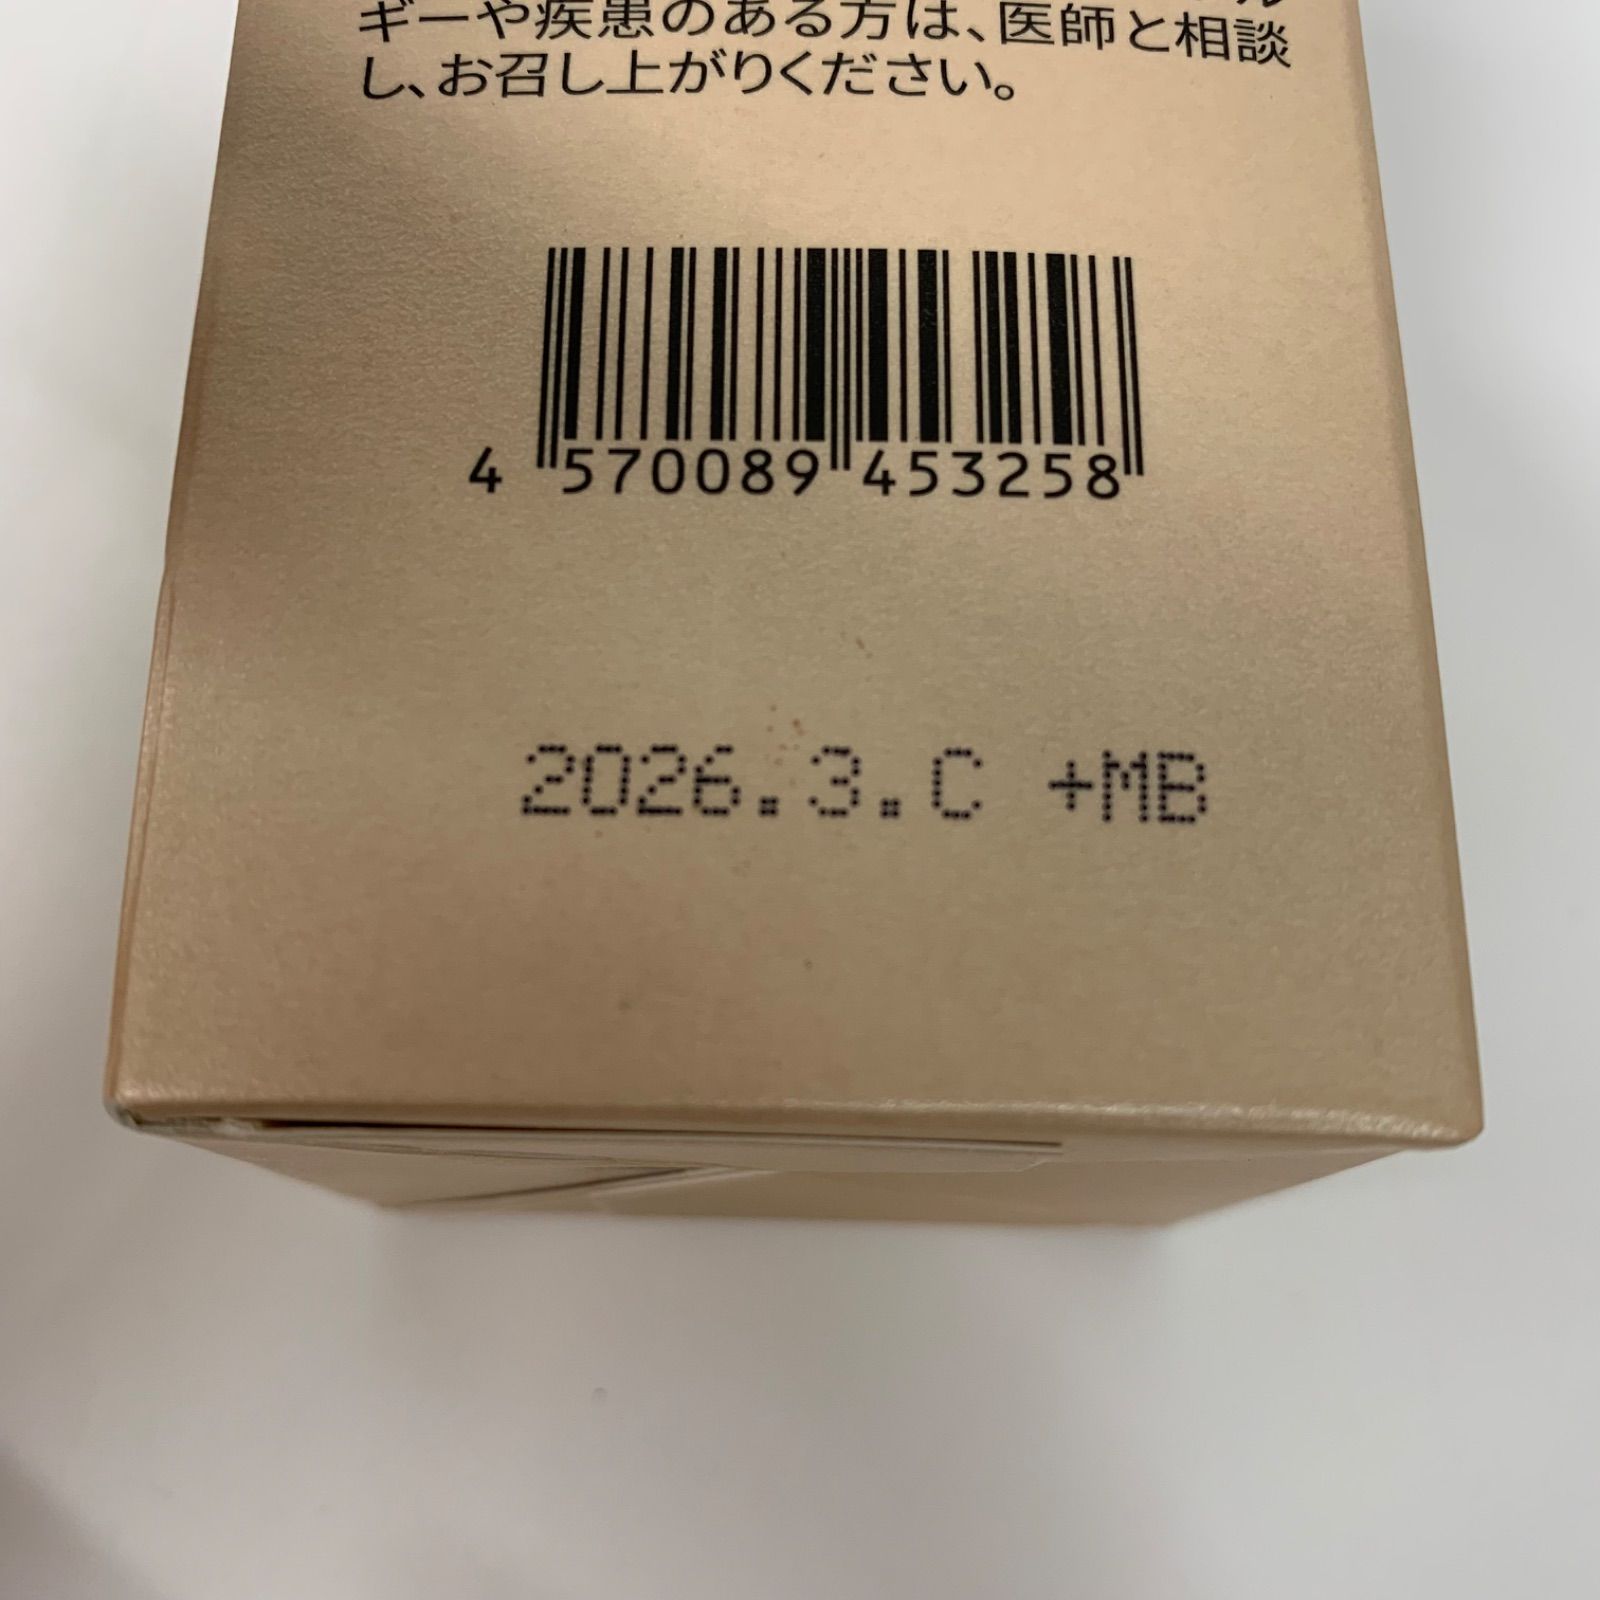 ル
ギーや疾患のある方は、医師と相談
し、お召し上がりください。
4 570089 453258
2026.3.C +MB